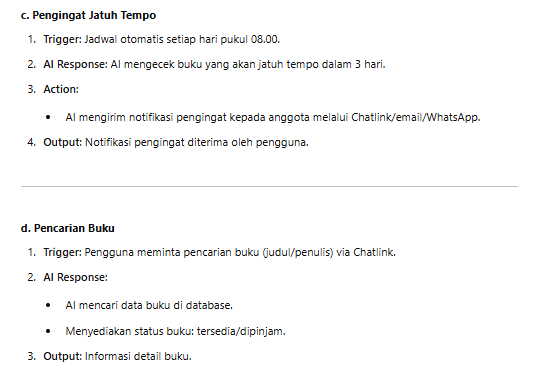 c. Pengingat Jatuh Tempo
1. Trigger: Jadwal otomatis setiap hari pukul 08.00.
2. AI Response: AI mengecek buku yang akan jatuh tempo dalam 3 hari.
3. Action:
• AI mengirim notifikasi pengingat kepada anggota melalui Chatlink/email/WhatsApp.
4. Output: Notifikasi pengingat diterima oleh pengguna.
d. Pencarian Buku
1. Trigger: Pengguna meminta pencarian buku (judul/penulis) via Chatlink.
2. AI Response:
• AI mencari data buku di database.
• Menyediakan status buku: tersedia/dipinjam.
3. Output: Informasi detail buku.